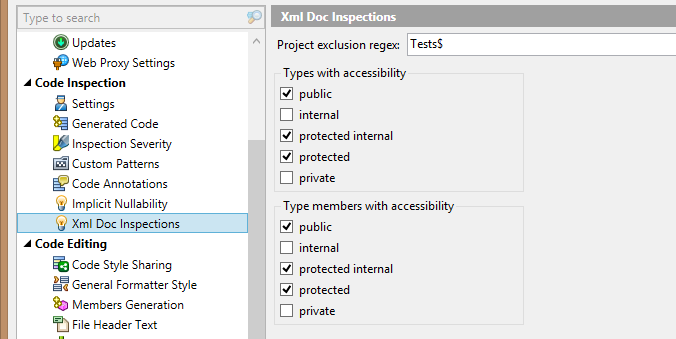 Type to search
Updates
Web Proxy Settings
Code Inspection
Settings
Generated Code
Inspection Severity
Custom Patterns
Code Annotations
Implicit Nullability
Xml Doc Inspections
Code Editing
Code Style Sharing
General Formatter Style
Members Generation
File Header Text
Xml Doc Inspections
Project exclusion regex: Tests$
Types with accessibility
public
internal
protected internal
protected
private
Type members with accessibility
public
internal
protected internal
protected
private